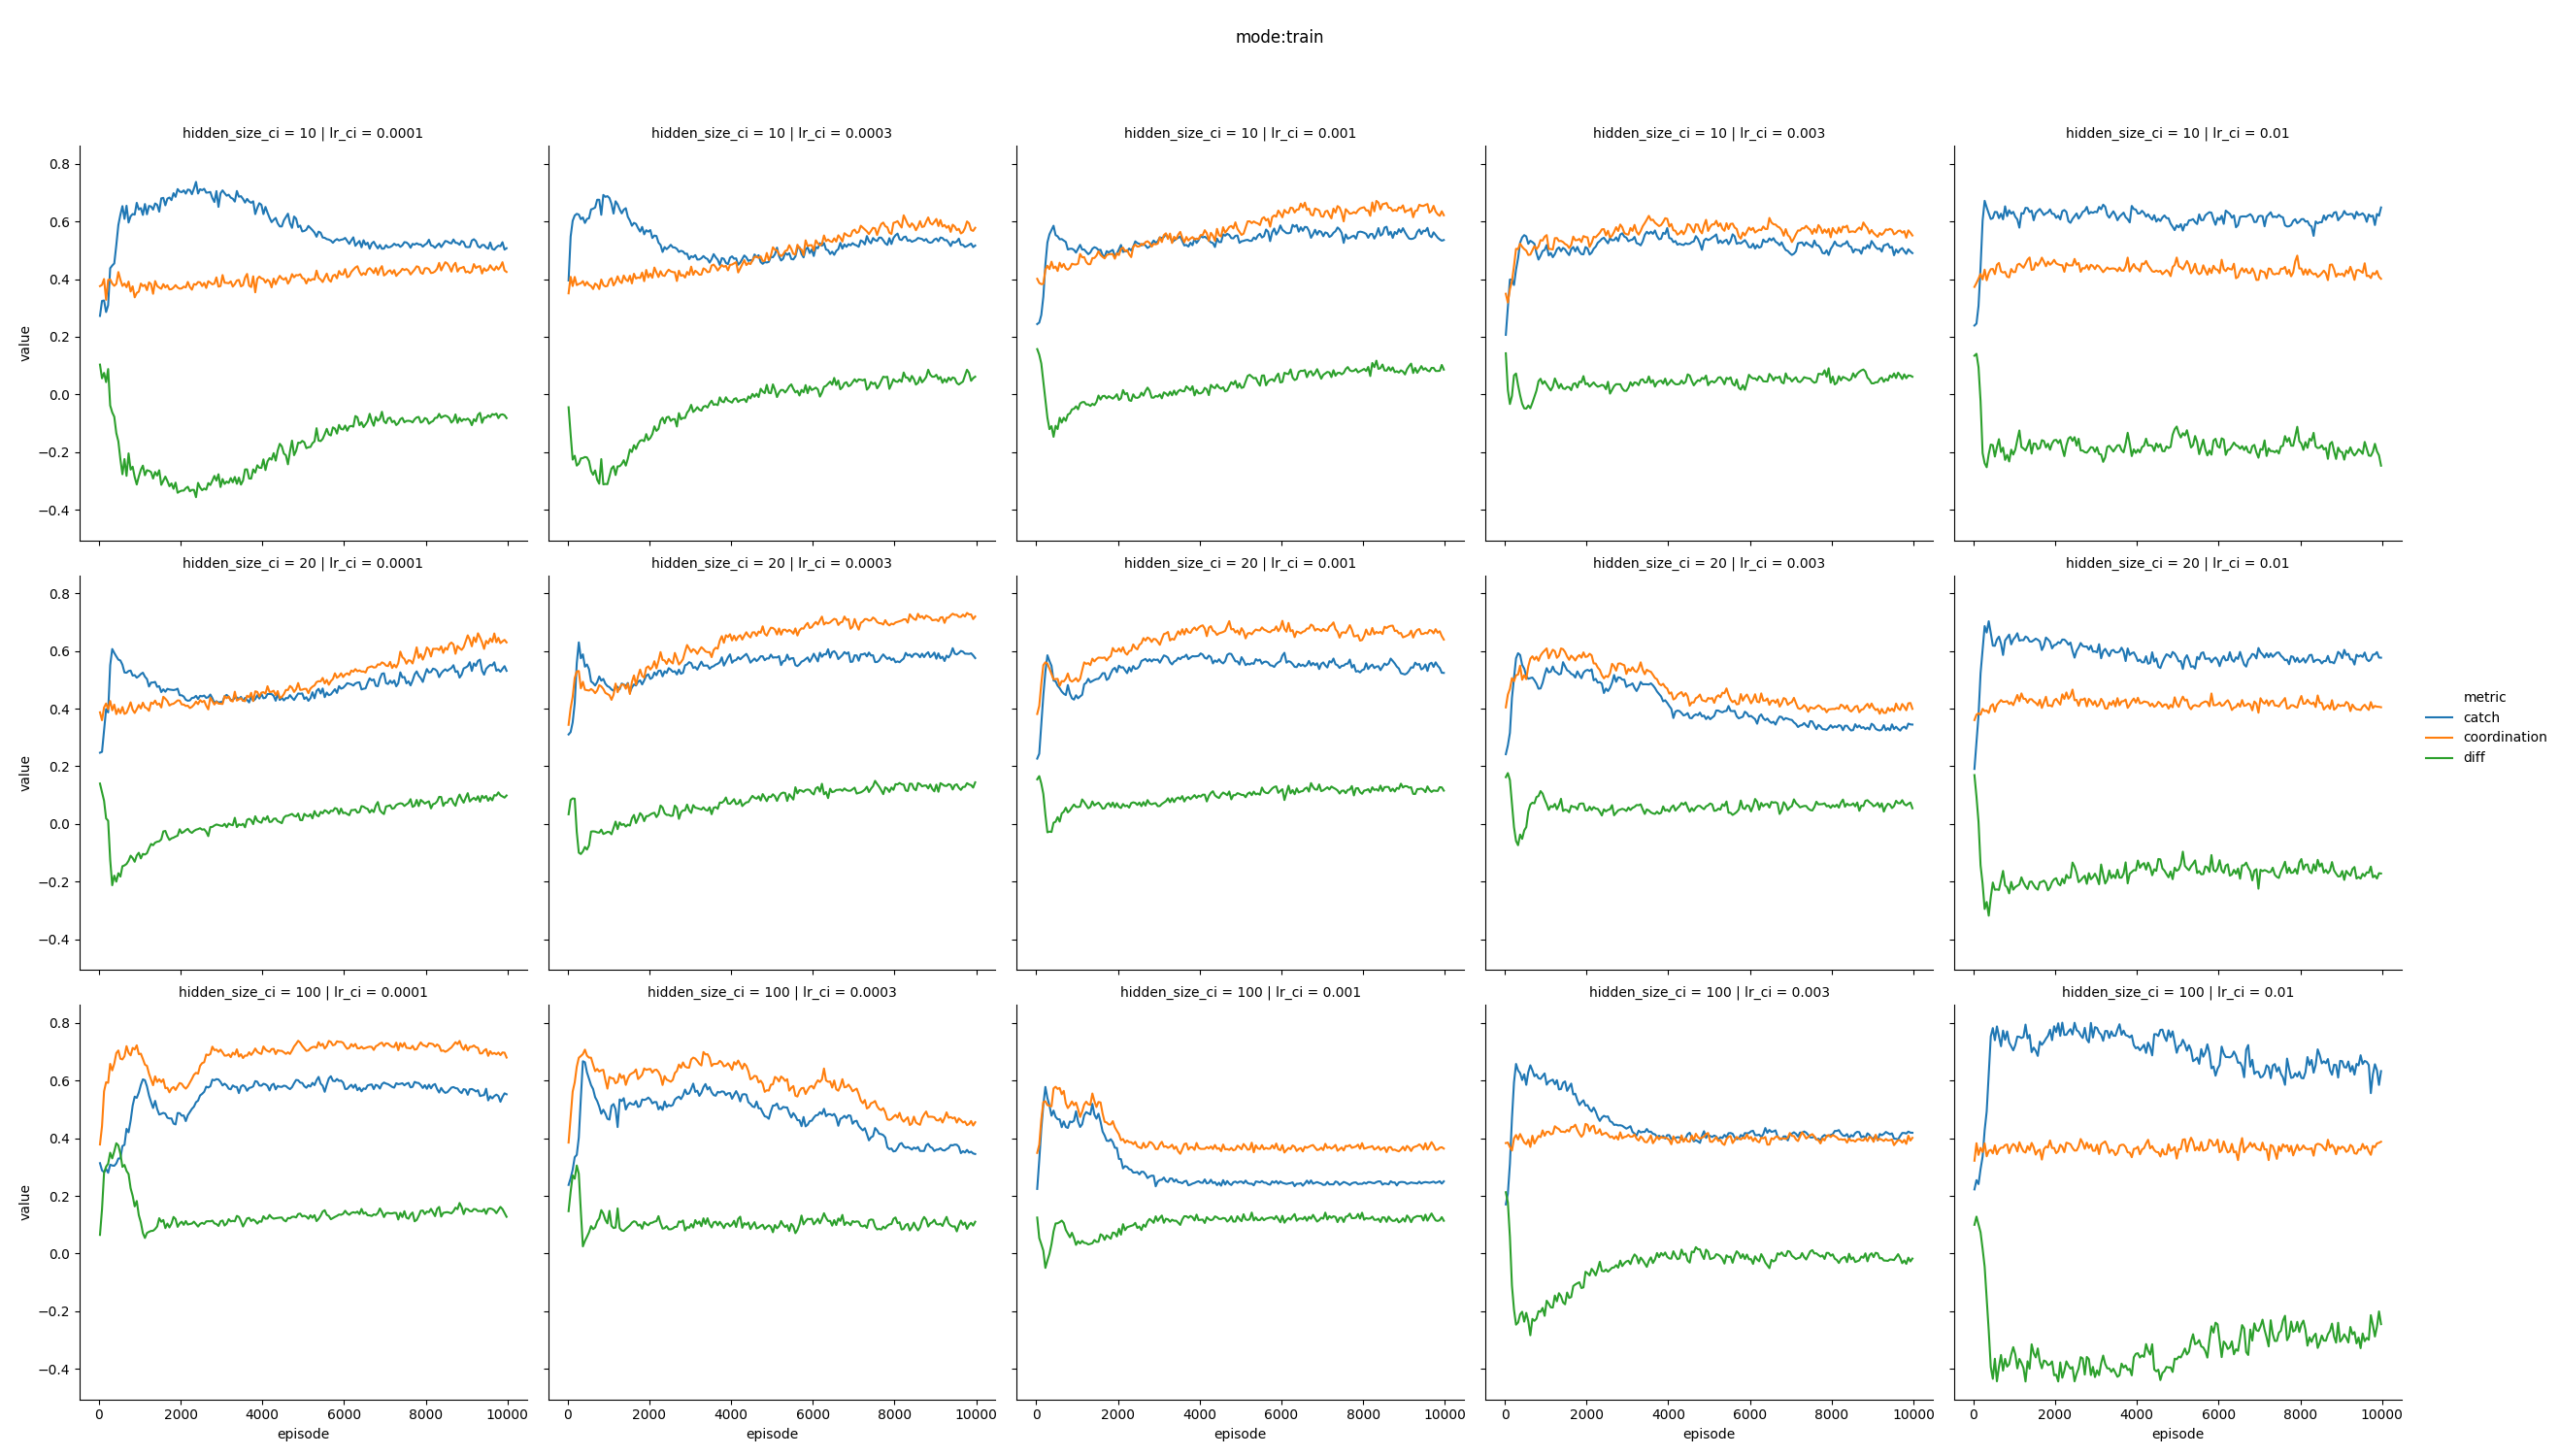 mode:train
hidden_size_ci = 10 | lr_ci = 0.0001
hidden_size_ci = 10 | lr_ci = 0.0003
hidden_size_ci = 10 | lr_ci = 0.001
hidden_size_ci = 10 | lr_ci = 0.003
hidden_size_ci = 10 | lr_ci = 0.01
value
0.8
0.6
0.4
0.2
0.0
−0.2
−0.4
hidden_size_ci = 20 | lr_ci = 0.0001
hidden_size_ci = 20 | lr_ci = 0.0003
hidden_size_ci = 20 | lr_ci = 0.001
hidden_size_ci = 20 | lr_ci = 0.003
hidden_size_ci = 20 | lr_ci = 0.01
value
0.8
0.6
0.4
0.2
0.0
−0.2
−0.4
metric
catch
coordination
diff
hidden_size_ci = 100 | lr_ci = 0.0001
hidden_size_ci = 100 | lr_ci = 0.0003
hidden_size_ci = 100 | lr_ci = 0.001
hidden_size_ci = 100 | lr_ci = 0.003
hidden_size_ci = 100 | lr_ci = 0.01
value
0.8
0.6
0.4
0.2
0.0
−0.2
−0.4
0 2000 4000 6000 8000 10000
episode
0 2000 4000 6000 8000 10000
episode
0 2000 4000 6000 8000 10000
episode
0 2000 4000 6000 8000 10000
episode
0 2000 4000 6000 8000 10000
episode